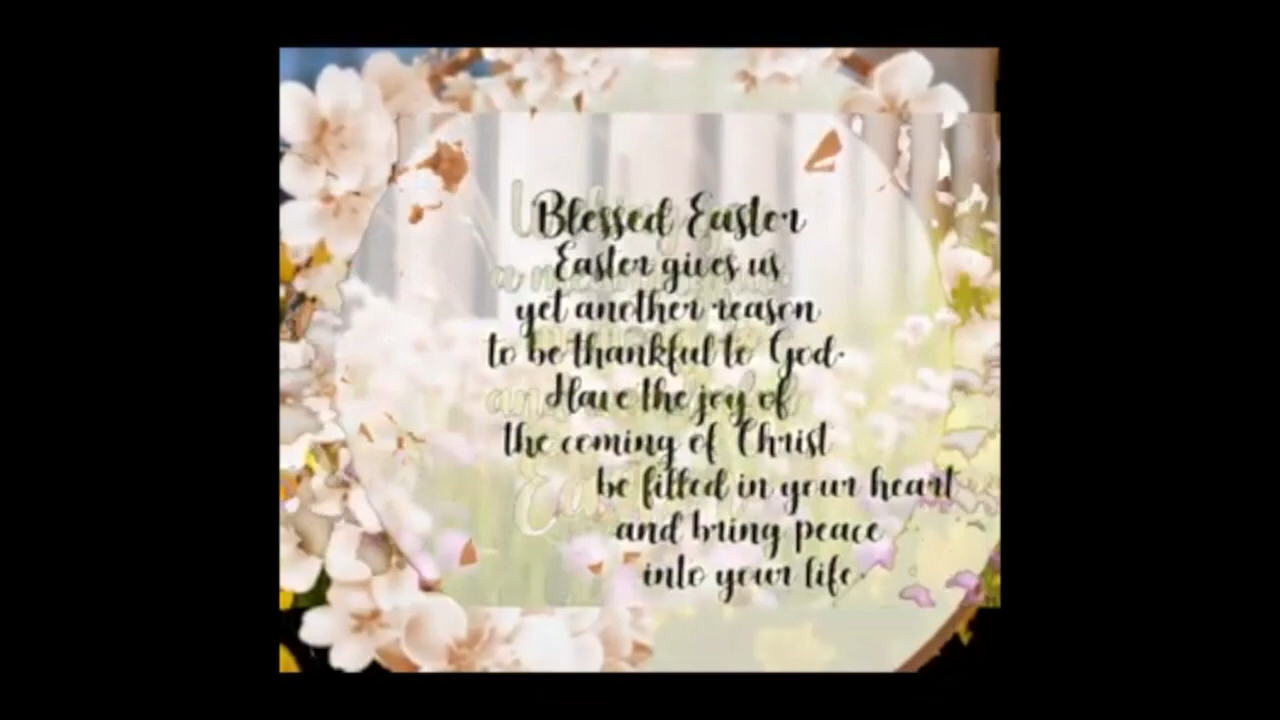 Blessed Easter
Easter gives us
yet another reason
to be thankful to God.
Have the joy of
the coming of Christ
be filled in your heart
and bring peace
into your life.